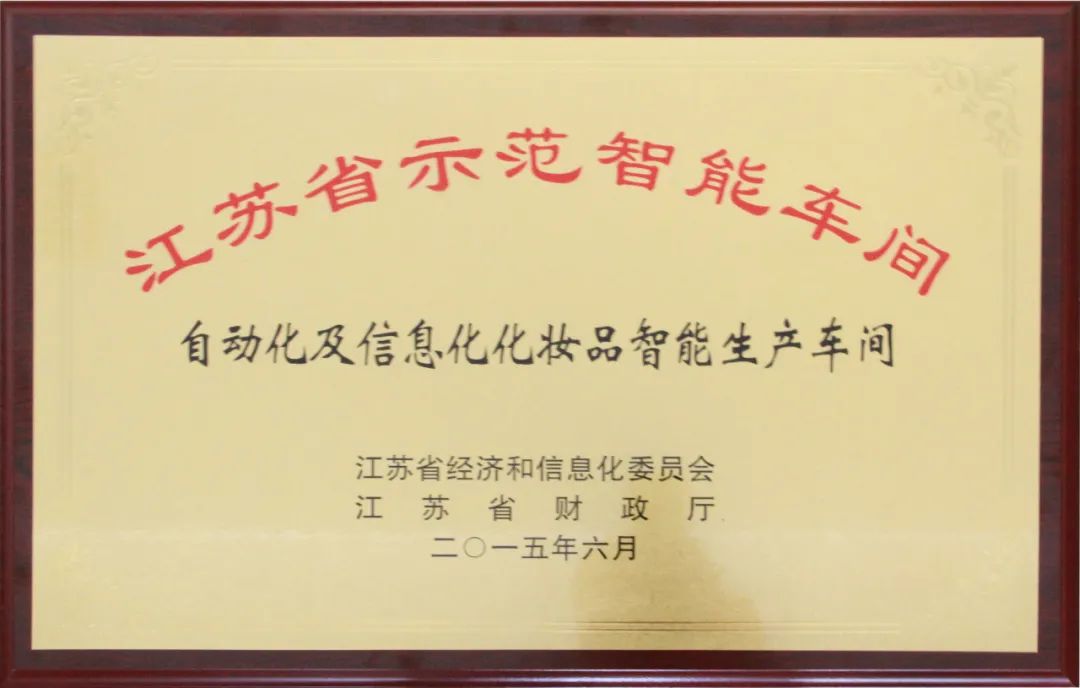 江苏省示范智能车间
自动化及信息化化妆品智能生产车间
江苏省经济和信息化委员会
江苏省财政厅
二〇一五年六月